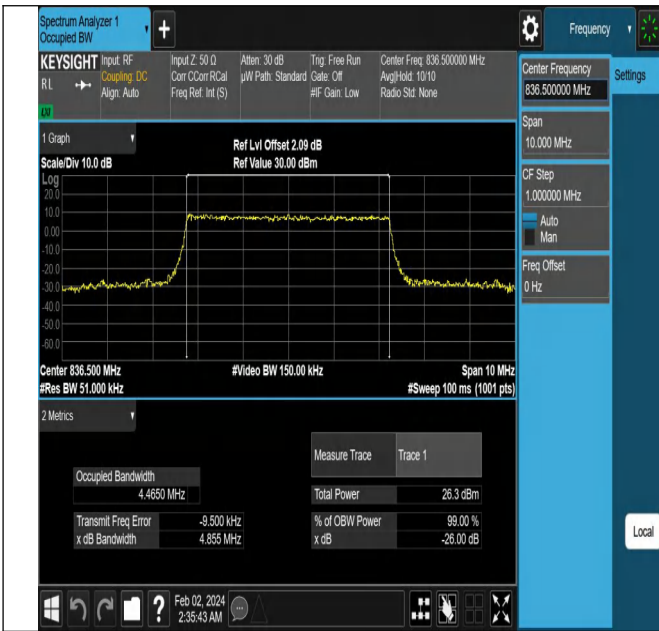 Spectrum Analyzer 1
Occupied BW
+
Frequency
KEYSIGHT
RL
Input: RF
Coupling: DC
Align: Auto
Input Z: 50 Ω
Corr CCorr RCal
Freq Ref: Int (S)
Atten: 30 dB
µW Path: Standard
Trig: Free Run
Gate: Off
#IF Gain: Low
Center Freq: 836.500000 MHz
Avg|Hold: 10/10
Radio Std: None
Center Frequency
836.500000 MHz
Settings
Span
10.000 MHz
CF Step
1.000000 MHz
Auto
Man
Freq Offset
0 Hz
1 Graph
Scale/Div 10.0 dB
Ref Lvl Offset 2.09 dB
Ref Value 30.00 dBm
Log
20.0
10.0
0.00
-10.0
-20.0
-30.0
-40.0
-50.0
-60.0
Center 836.500 MHz
#Video BW 150.00 kHz
Span 10 MHz
#Res BW 51.000 kHz
#Sweep 100 ms (1001 pts)
2 Metrics
Measure Trace
Trace 1
Occupied Bandwidth
4.4650 MHz
Total Power
26.3 dBm
Transmit Freq Error
-9.500 kHz
% of OBW Power
99.00 %
x dB Bandwidth
4.855 MHz
x dB
-26.00 dB
Local
?
Feb 02, 2024
2:35:43 AM